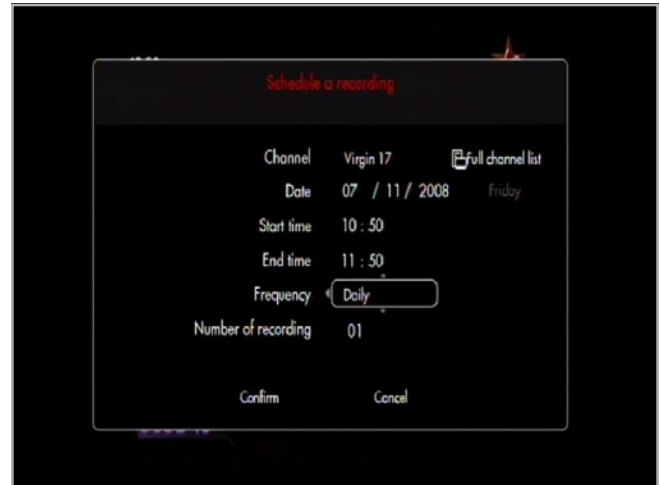 Schedule a recording
Channel Virgin 17 Full channel list
Date 07 / 11 / 2008 Friday
Start time 10 : 50
End time 11 : 50
Frequency Daily
Number of recording 01
Confirm Cancel